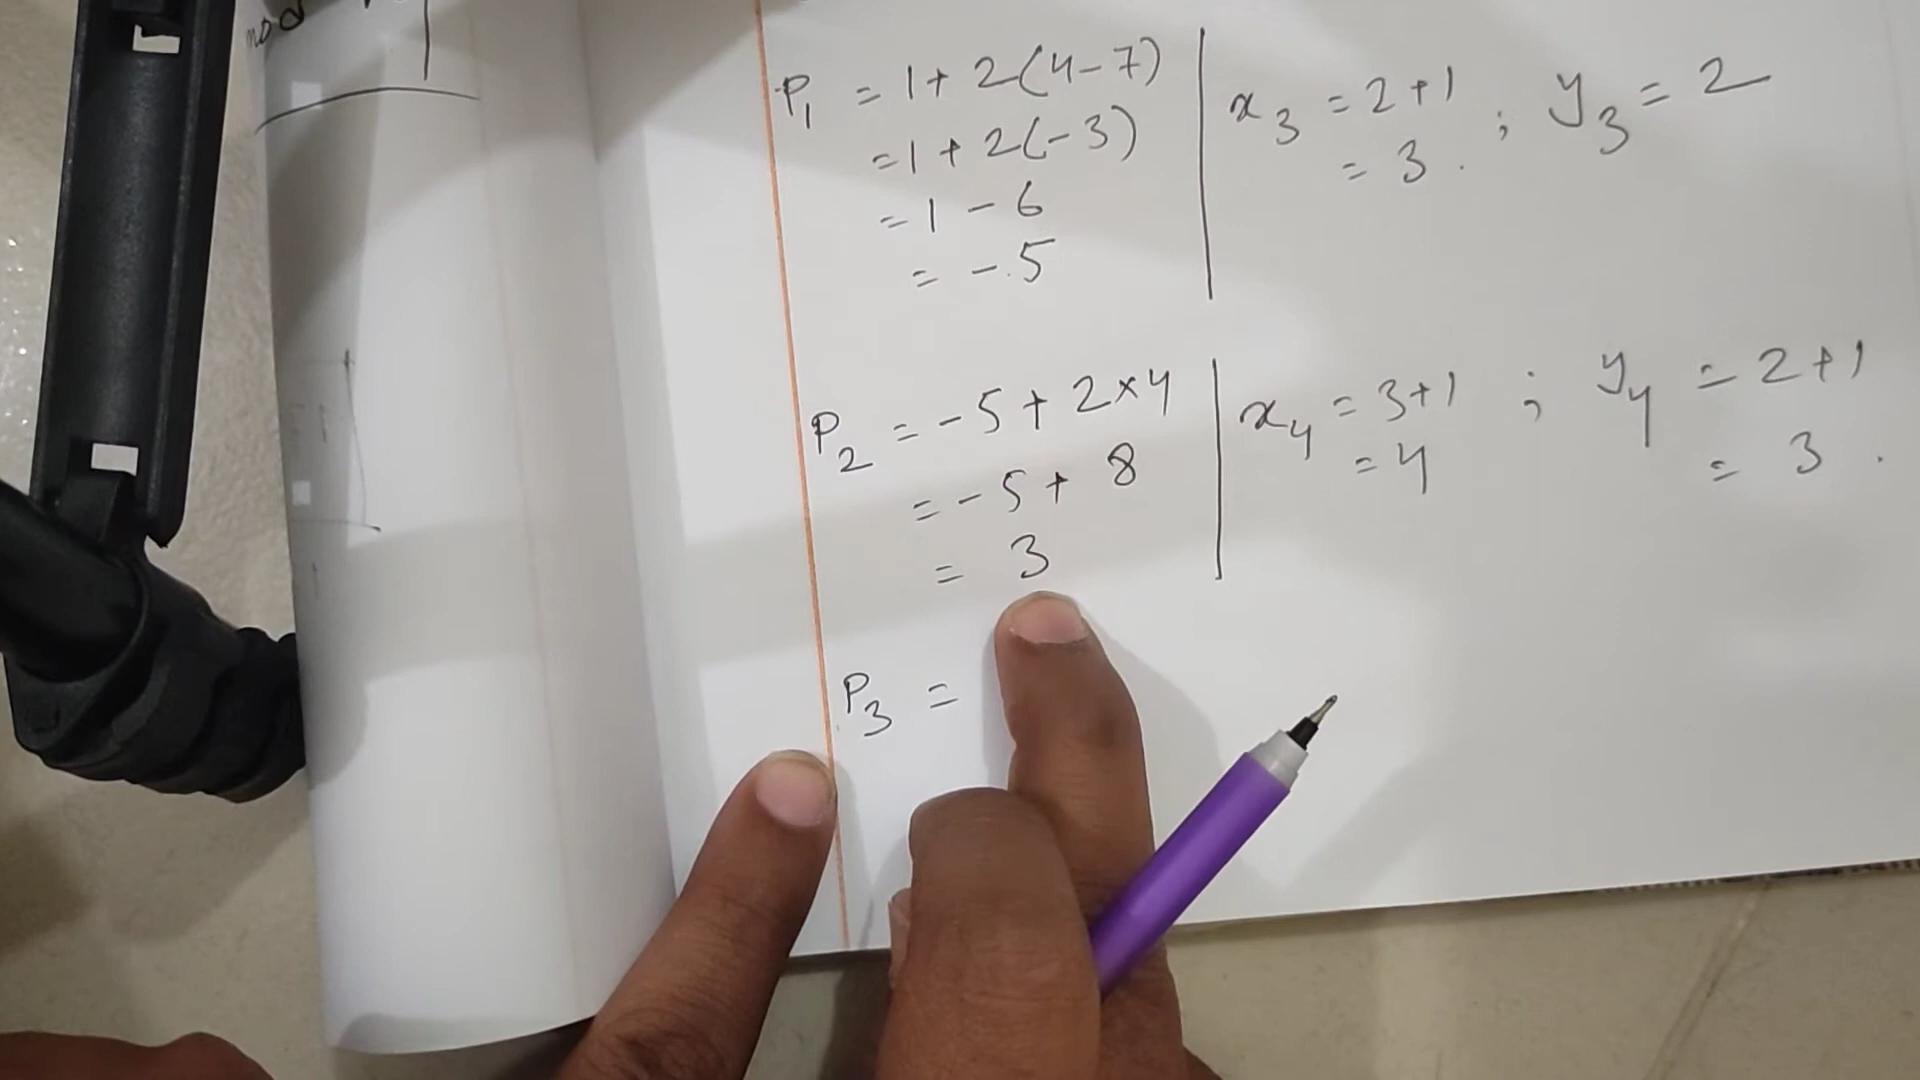 mod
P₁ = 1 + 2(4-7) | x₃ = 2+1 ; y₃ = 2
= 1 + 2(-3) = 3.
= 1 - 6
= -5
P₂ = -5 + 2×4 | x₄ = 3+1 ; y₄ = 2+1
= -5 + 8 = 4 = 3.
= 3
P₃ =